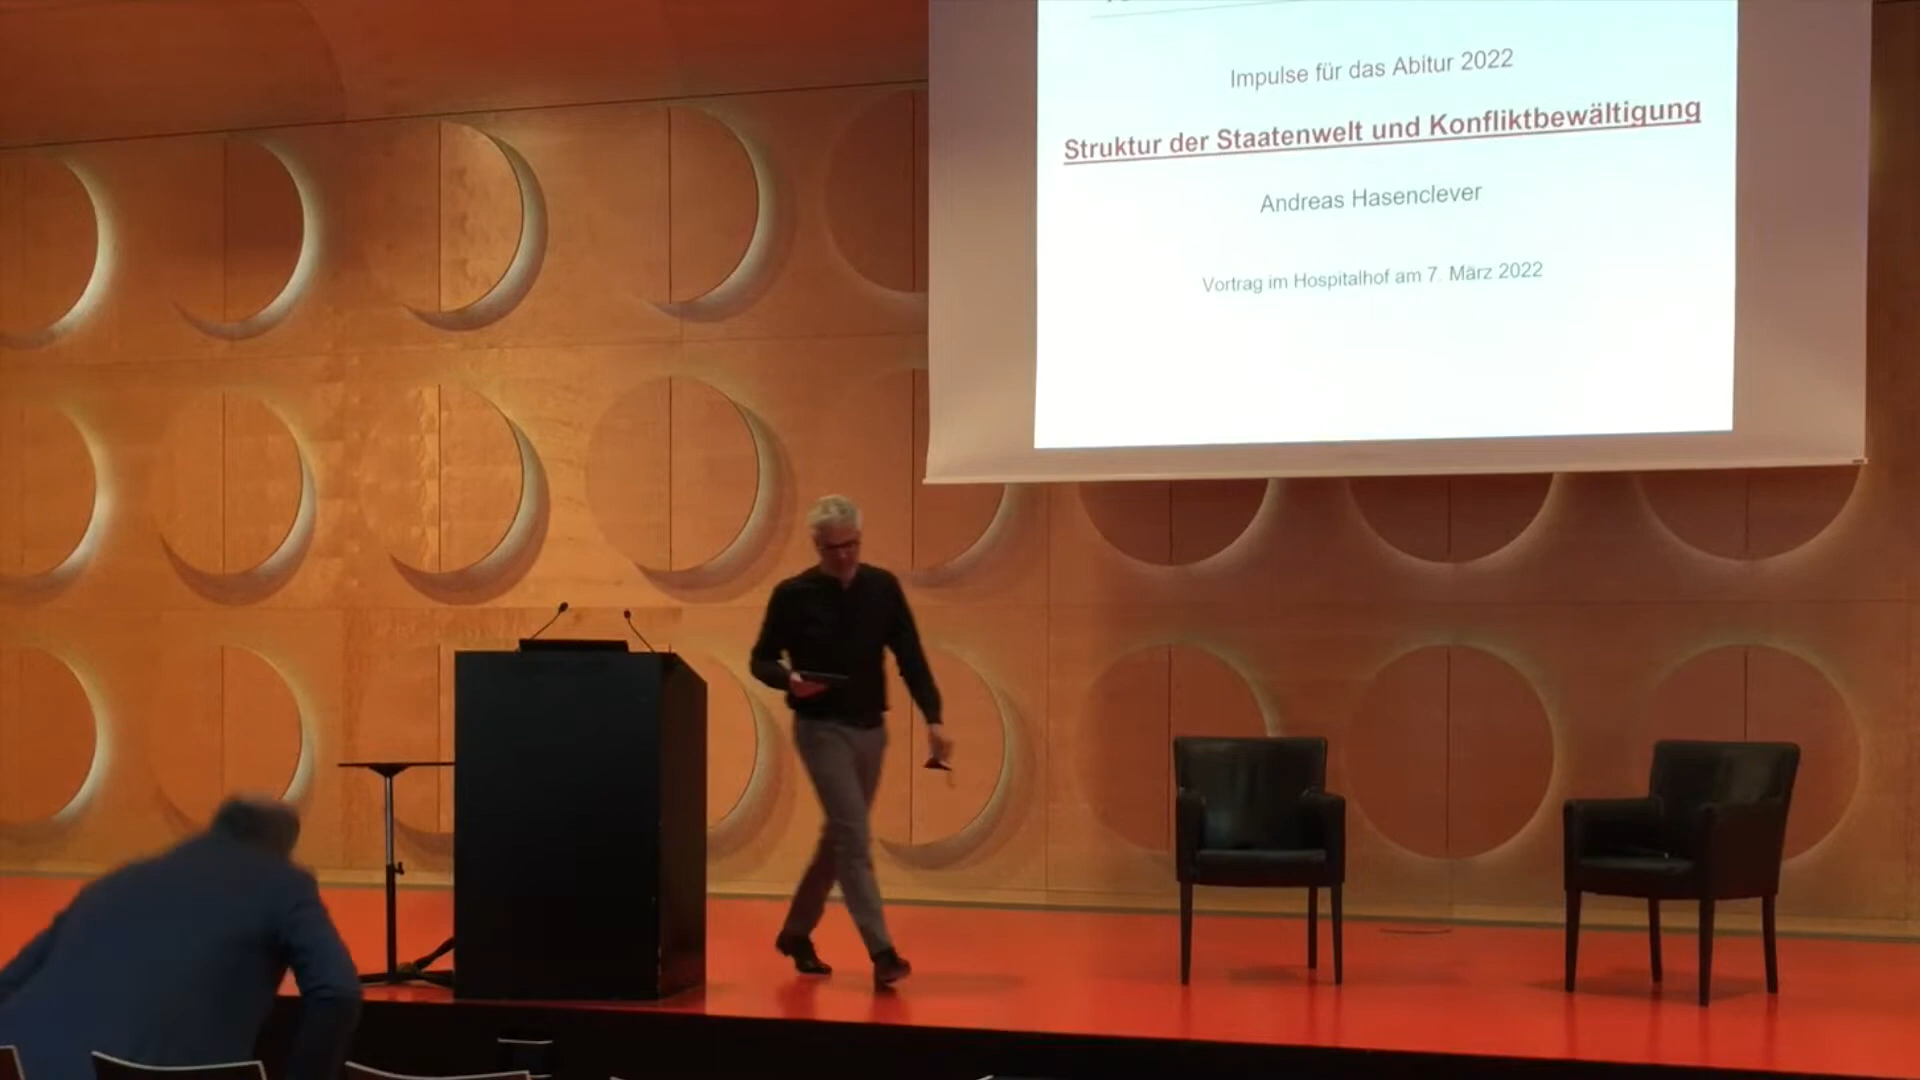 Impulse für das Abitur 2022
Struktur der Staatenwelt und Konfliktbewältigung
Andreas Hasenclever
Vortrag im Hospitalhof am 7. März 2022